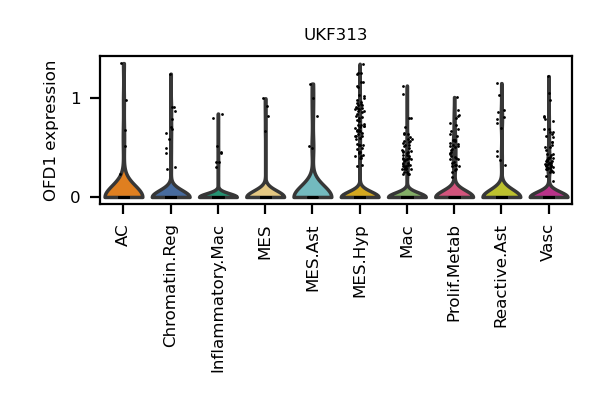 UKF313
OFD1 expression
1
0
AC
Chromatin.Reg
Inflammatory.Mac
MES
MES.Ast
MES.Hyp
Mac
Prolif.Metab
Reactive.Ast
Vasc